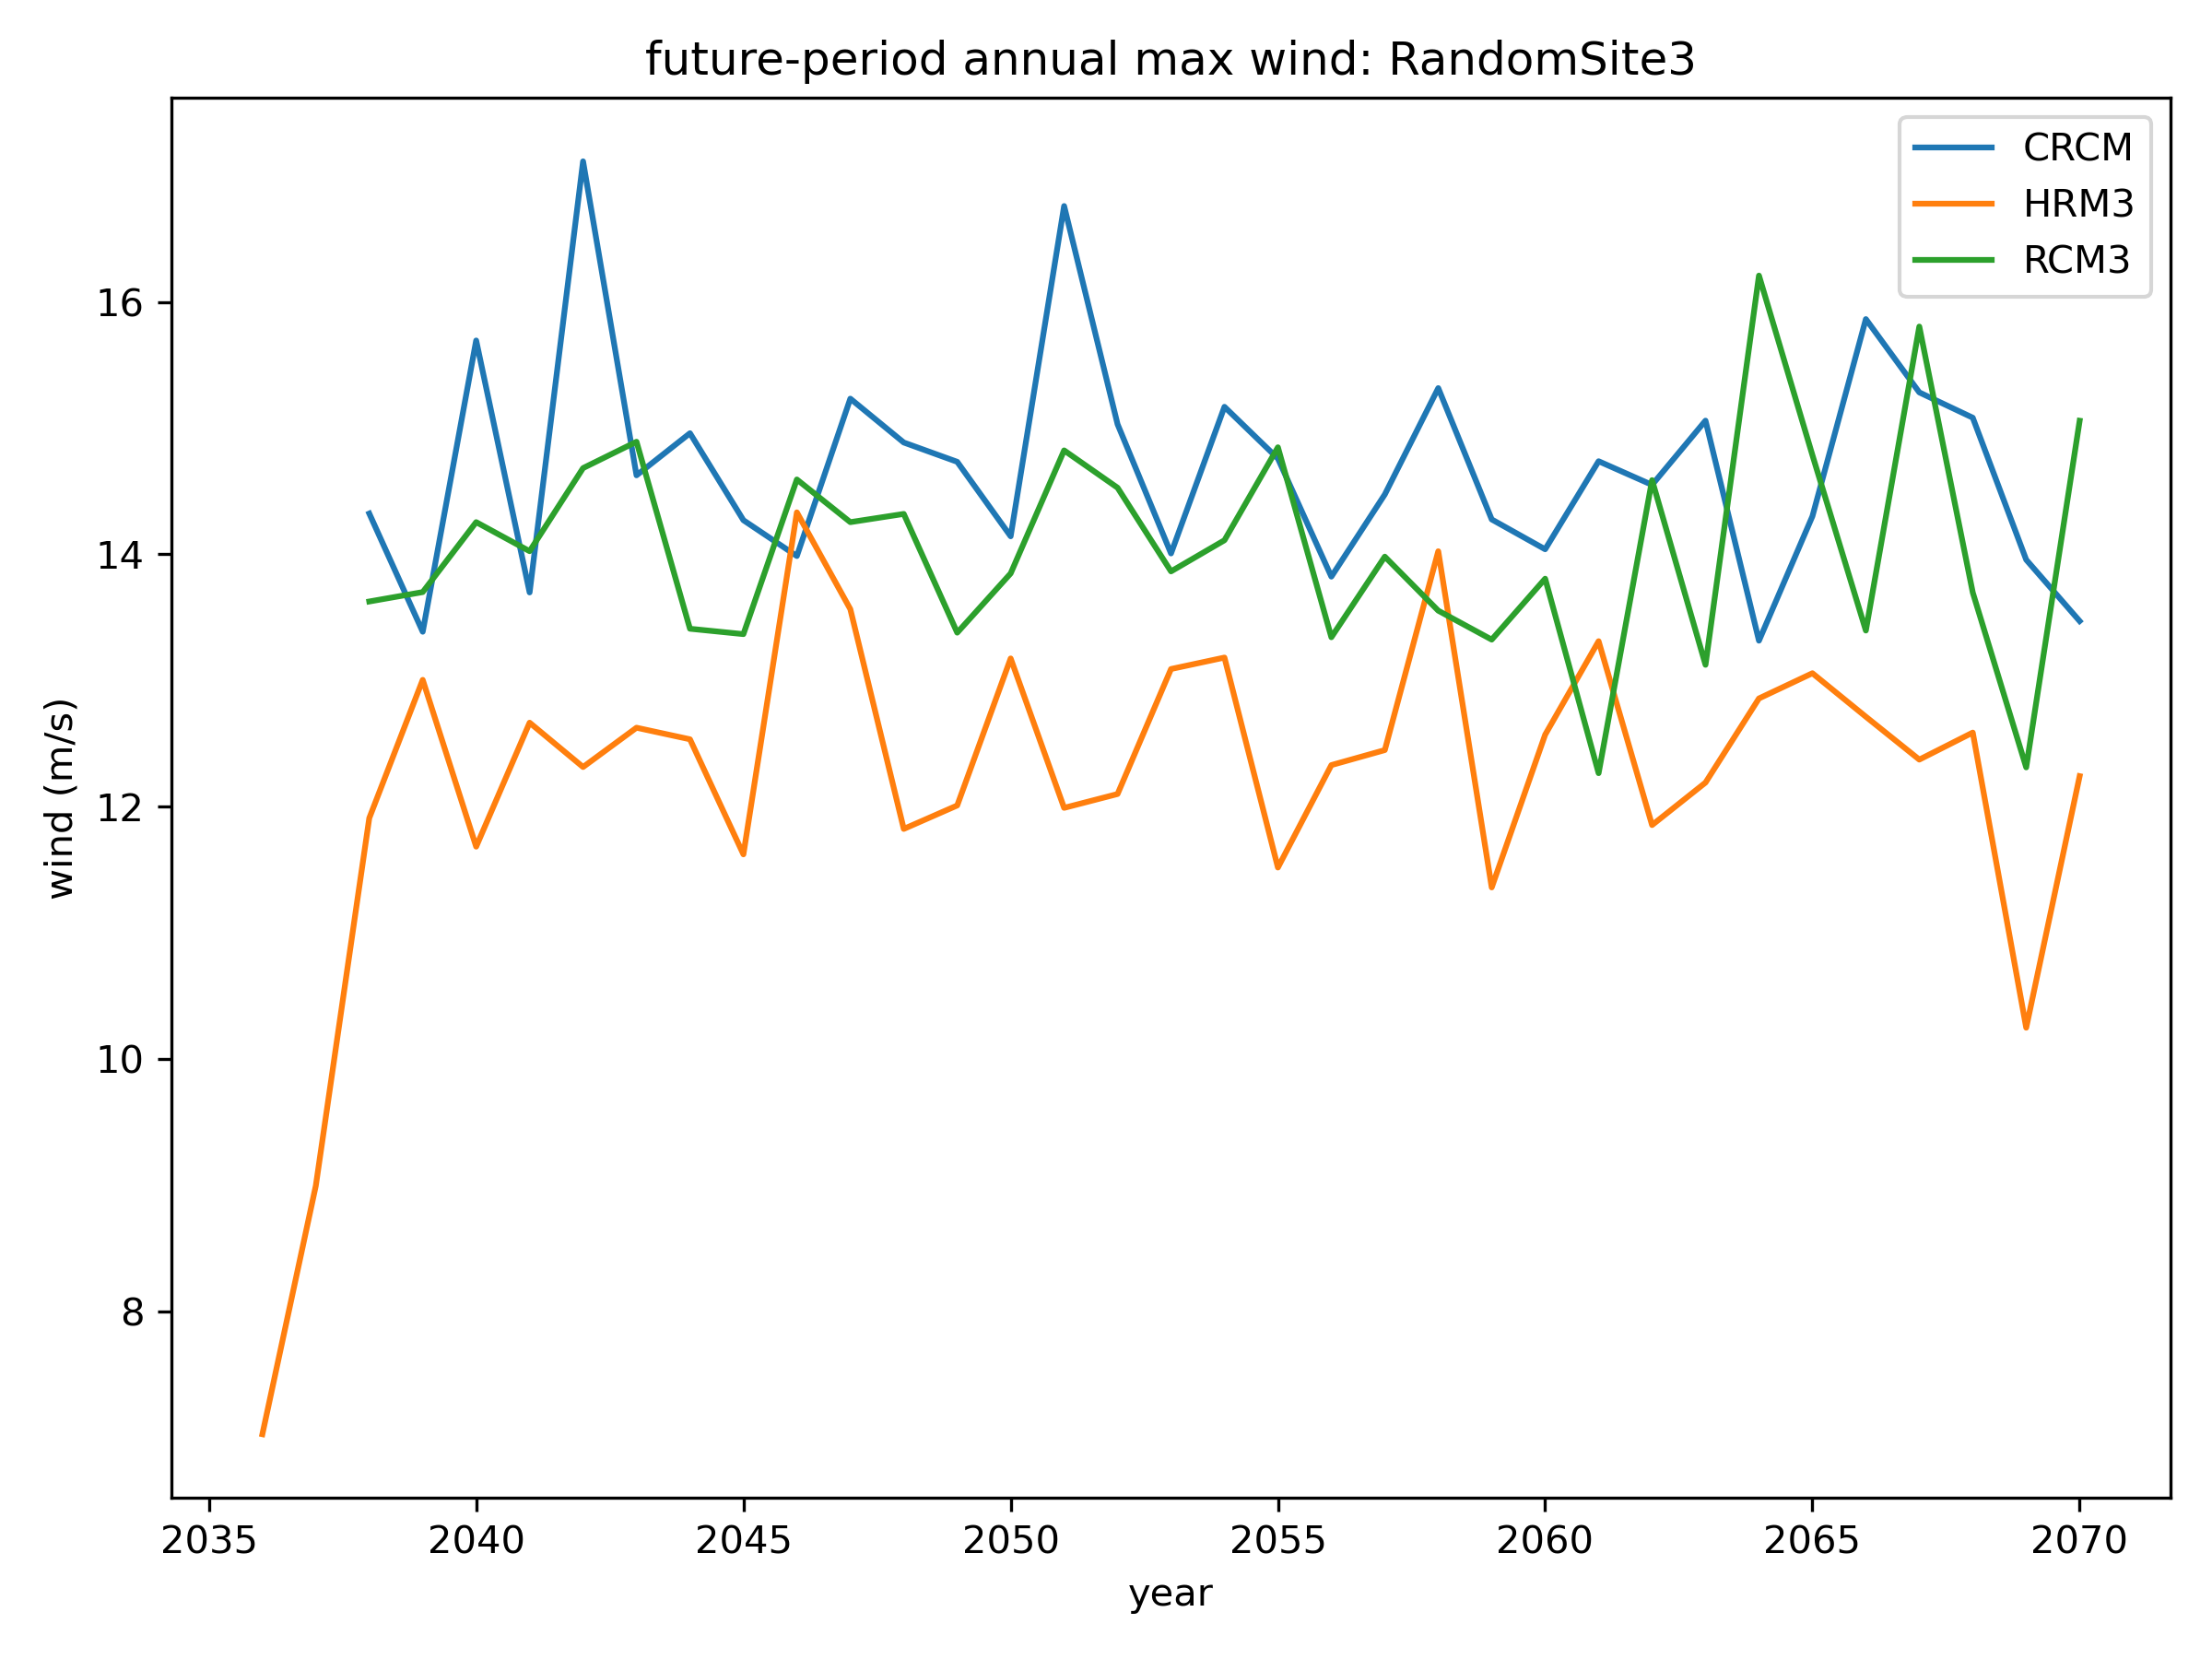 future-period annual max wind: RandomSite3
CRCM
HRM3
RCM3
wind (m/s)
16
14
12
10
8
2035 2040 2045 2050 2055 2060 2065 2070
year